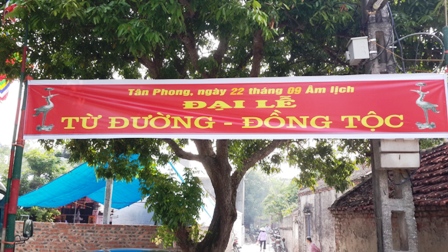 Tân Phong, ngày 22 tháng 09 Âm lịch
ĐẠI LỄ
TỪ ĐƯỜNG - ĐỒNG TỘC